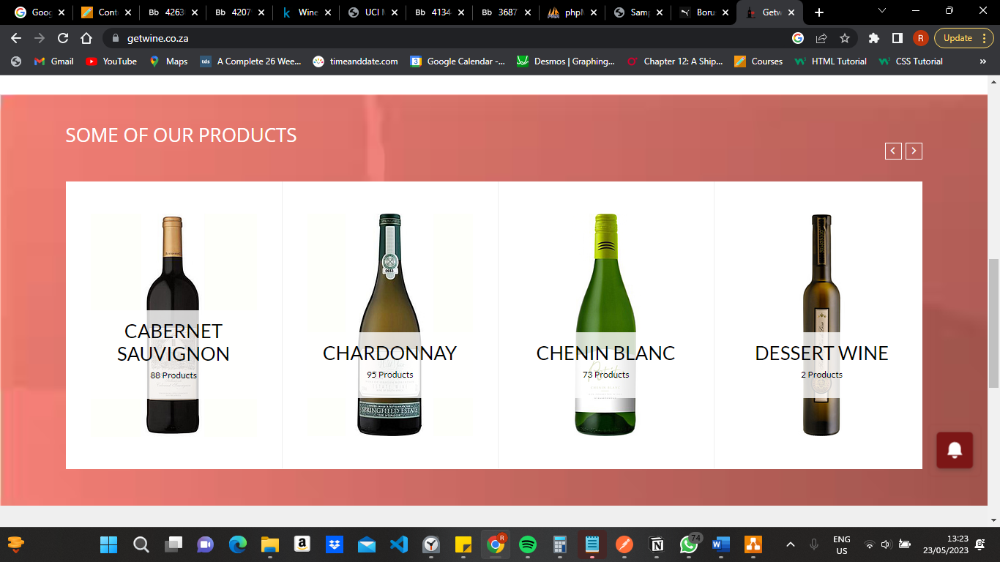 Goog
Cont
Bb 4263
Bb 4207
k Wine
UCI M
Bb 4134
Bb 3687
phpM
Samp
Boru
Getw
getwine.co.za
R
Update
Gmail
YouTube
Maps
tds A Complete 26 Wee...
timeanddate.com
Google Calendar -...
Desmos | Graphing...
Chapter 12: A Ship...
Courses
HTML Tutorial
CSS Tutorial
»
SOME OF OUR PRODUCTS
CABERNET
SAUVIGNON
88 Products
CHARDONNAY
95 Products
0653
SPRINGFIELD ESTATE
CHENIN BLANC
73 Products
DESSERT WINE
2 Products
74
ENG
US
13:23
23/05/2023